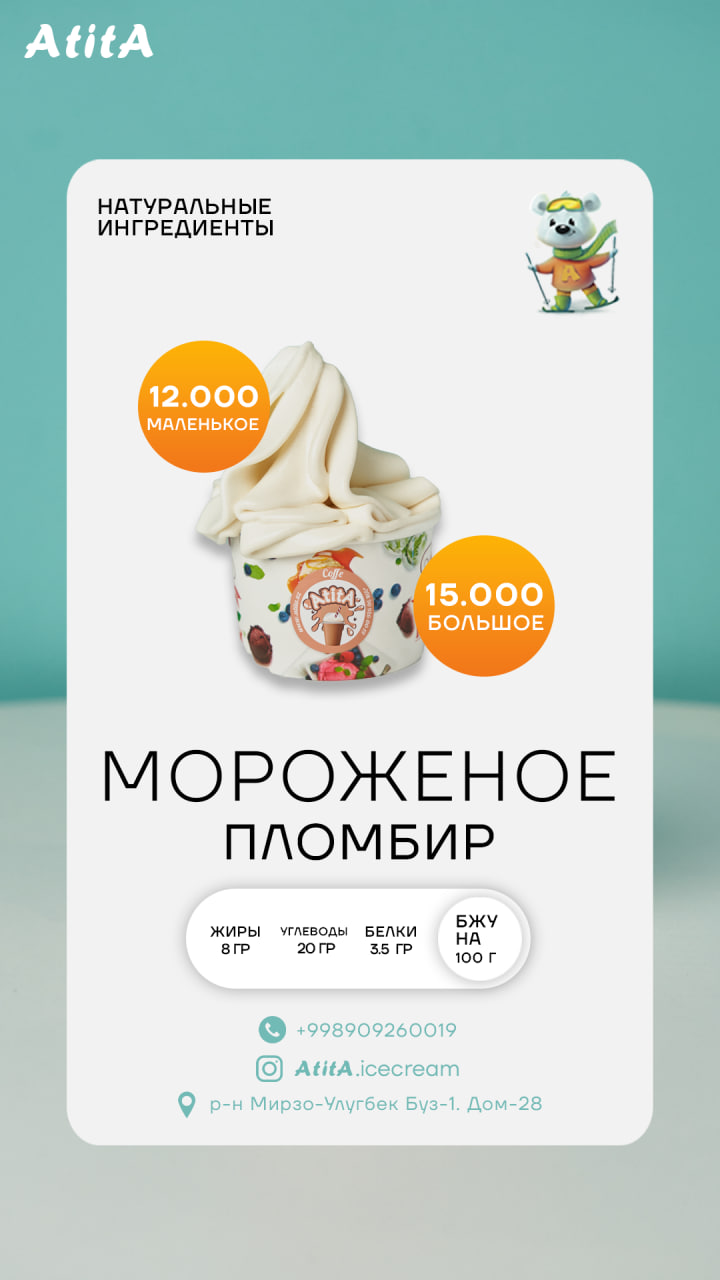 AtitA
НАТУРАЛЬНЫЕ
ИНГРЕДИЕНТЫ
A
12.000
МАЛЕНЬКОЕ
Coffe
AtitA
15.000
БОЛЬШОЕ
МОРОЖЕНОЕ
ПЛОМБИР
ЖИРЫ
8 ГР
УГЛЕВОДЫ
20 ГР
БЕЛКИ
3.5 ГР
БЖУ
НА
100 Г
+998909260019
AtitA.icecream
р-н Мирзо-Улугбек Буз-1. Дом-28